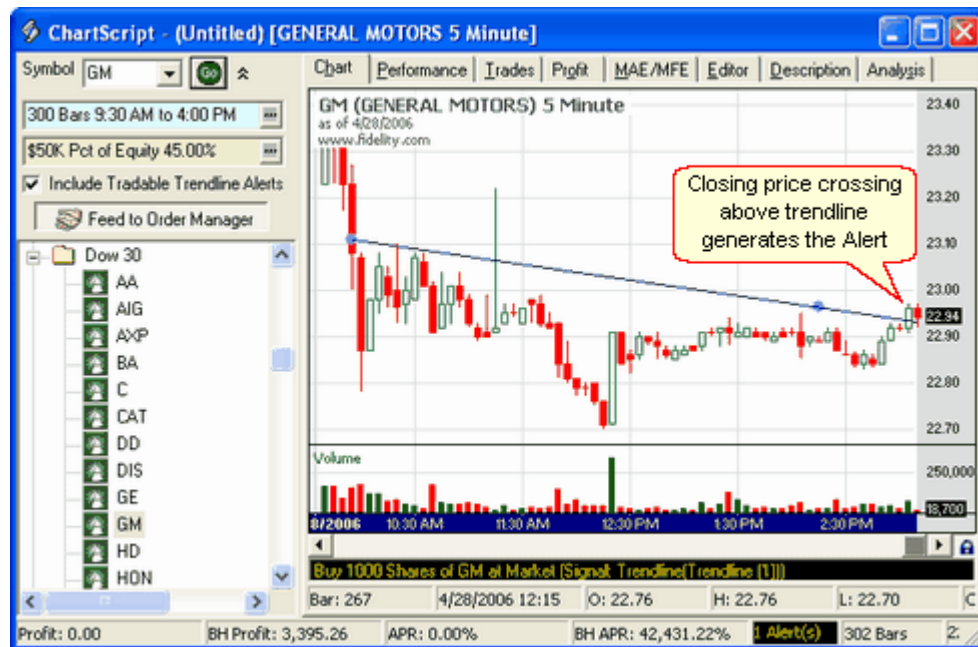 ChartScript - (Untitled) [GENERAL MOTORS 5 Minute]
Symbol GM Go
Chart Performance Trades Profit MAE/MFE Editor Description Analysis
300 Bars 9:30 AM to 4:00 PM
$50K Pct of Equity 45.00%
Include Tradable Trendline Alerts
Feed to Order Manager
Dow 30
AA
AIG
AXP
BA
C
CAT
DD
DIS
GE
GM
HD
HON
GM (GENERAL MOTORS) 5 Minute
as of 4/28/2006
www.fidelity.com
Closing price crossing
above trendline
generates the Alert
23.40
23.30
23.20
23.10
23.00
22.94
22.90
22.80
22.70
Volume
250,000
18,700
8/2006 10:30 AM 11:30 AM 12:30 PM 1:30 PM 2:30 PM
Buy 1000 Shares of GM at Market (Signal: Trendline(Trendline [1]))
Bar: 267 4/28/2006 12:15 O: 22.76 H: 22.76 L: 22.70 C
Profit: 0.00 BH Profit: 3,395.26 APR: 0.00% BH APR: 42,431.22% 1 Alert(s) 302 Bars 2: